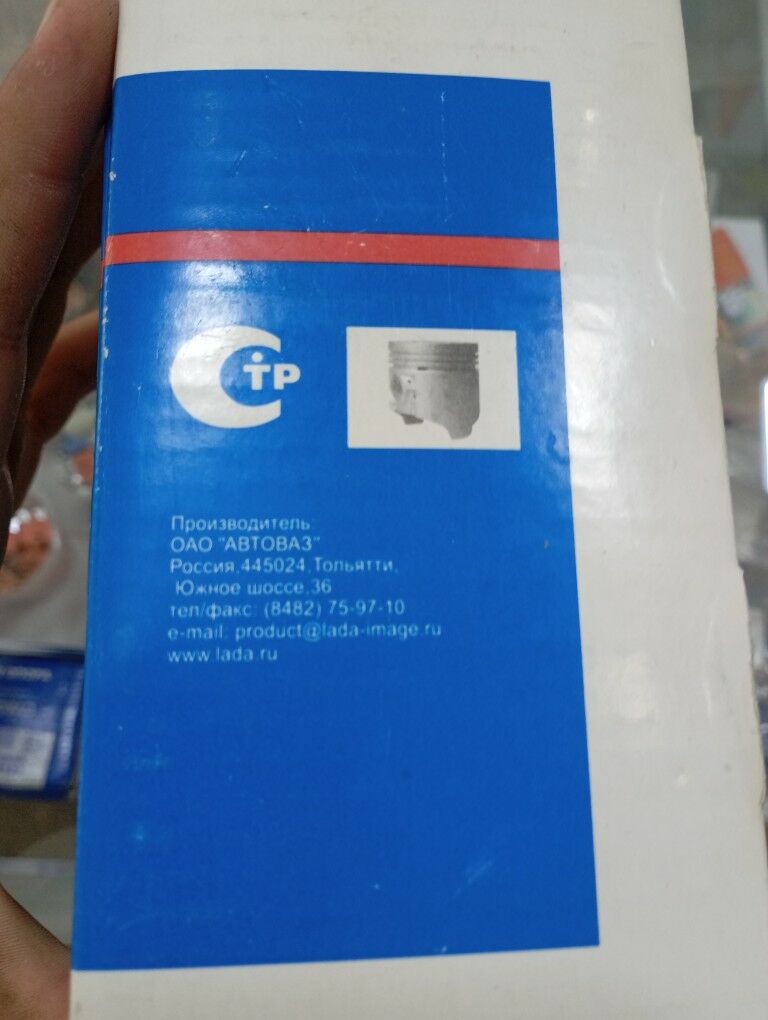 СТР
Производитель:
ОАО "АВТОВАЗ"
Россия,445024,Тольятти,
Южное шоссе,36
тел/факс: (8482) 75-97-10
e-mail: product@lada-image.ru
www.lada.ru